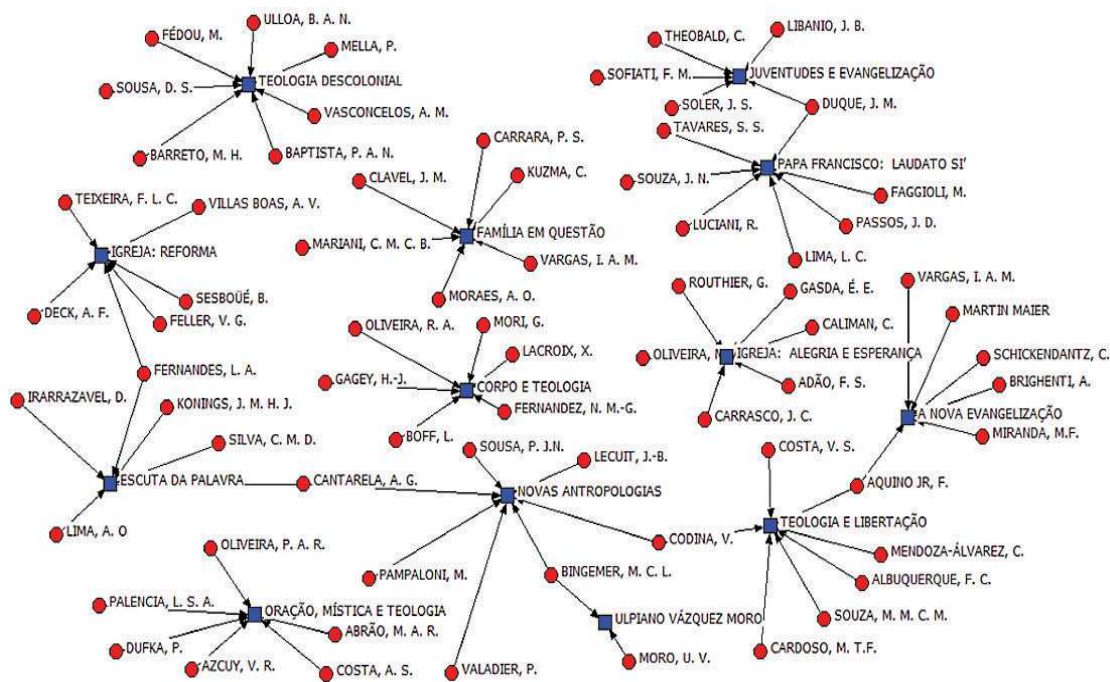 FÉDOU, M.
ULLOA, B. A. N.
MELLA, P.
SOUSA, D. S.
TEOLOGIA DESCOLONIAL
VASCONCELOS, A. M.
BARRETO, M. H.
BAPTISTA, P. A. N.
THEOBALD, C.
LIBANIO, J. B.
SOFIATI, F. M.
JUVENTUDES E EVANGELIZAÇÃO
SOLER, J. S.
DUQUE, J. M.
TAVARES, S. S.
PAPA FRANCISCO: LAUDATO SI'
SOUZA, J. N.
FAGGIOLI, M.
LUCIANI, R.
PASSOS, J. D.
LIMA, L. C.
CARRARA, P. S.
CLAVEL, J. M.
KUZMA, C.
FAMÍLIA EM QUESTÃO
MARIANI, C. M. C. B.
VARGAS, I. A. M.
MORAES, A. O.
TEIXEIRA, F. L. C.
VILLAS BOAS, A. V.
IGREJA: REFORMA
SESBOÜÉ, B.
DECK, A. F.
FELLER, V. G.
FERNANDES, L. A.
IRARRAZAVEL, D.
KONINGS, J. M. H. J.
SILVA, C. M. D.
ESCUTA DA PALAVRA
CANTARELA, A. G.
LIMA, A. O
OLIVEIRA, R. A.
MORI, G.
LACROIX, X.
GAGEY, H.-J.
CORPO E TEOLOGIA
FERNANDEZ, N. M.-G.
BOFF, L.
ROUTHIER, G.
GASDA, É. E.
CALIMAN, C.
OLIVEIRA,
IGREJA: ALEGRIA E ESPERANÇA
ADÃO, F. S.
CARRASCO, J. C.
VARGAS, I. A. M.
MARTIN MAIER
SCHICKENDANTZ, C.
BRIGHENTI, A.
A NOVA EVANGELIZAÇÃO
MIRANDA, M.F.
SOUSA, P.J.N.
LECUIT, J.-B.
NOVAS ANTROPOLOGIAS
CODINA, V.
PAMPALONI, M.
BINGEMER, M. C. L.
VALADIER, P.
ULPIANO VÁZQUEZ MORO
MORO, U. V.
COSTA, V. S.
AQUINO JR, F.
TEOLOGIA E LIBERTAÇÃO
MENDOZA-ÁLVAREZ, C.
ALBUQUERQUE, F. C.
SOUZA, M. M. C. M.
CARDOSO, M. T.F.
OLIVEIRA, P. A. R.
PALENCIA, L. S. A.
ORAÇÃO, MÍSTICA E TEOLOGIA
ABRÃO, M. A. R.
DUFKA, P.
AZCUY, V. R.
COSTA, A. S.